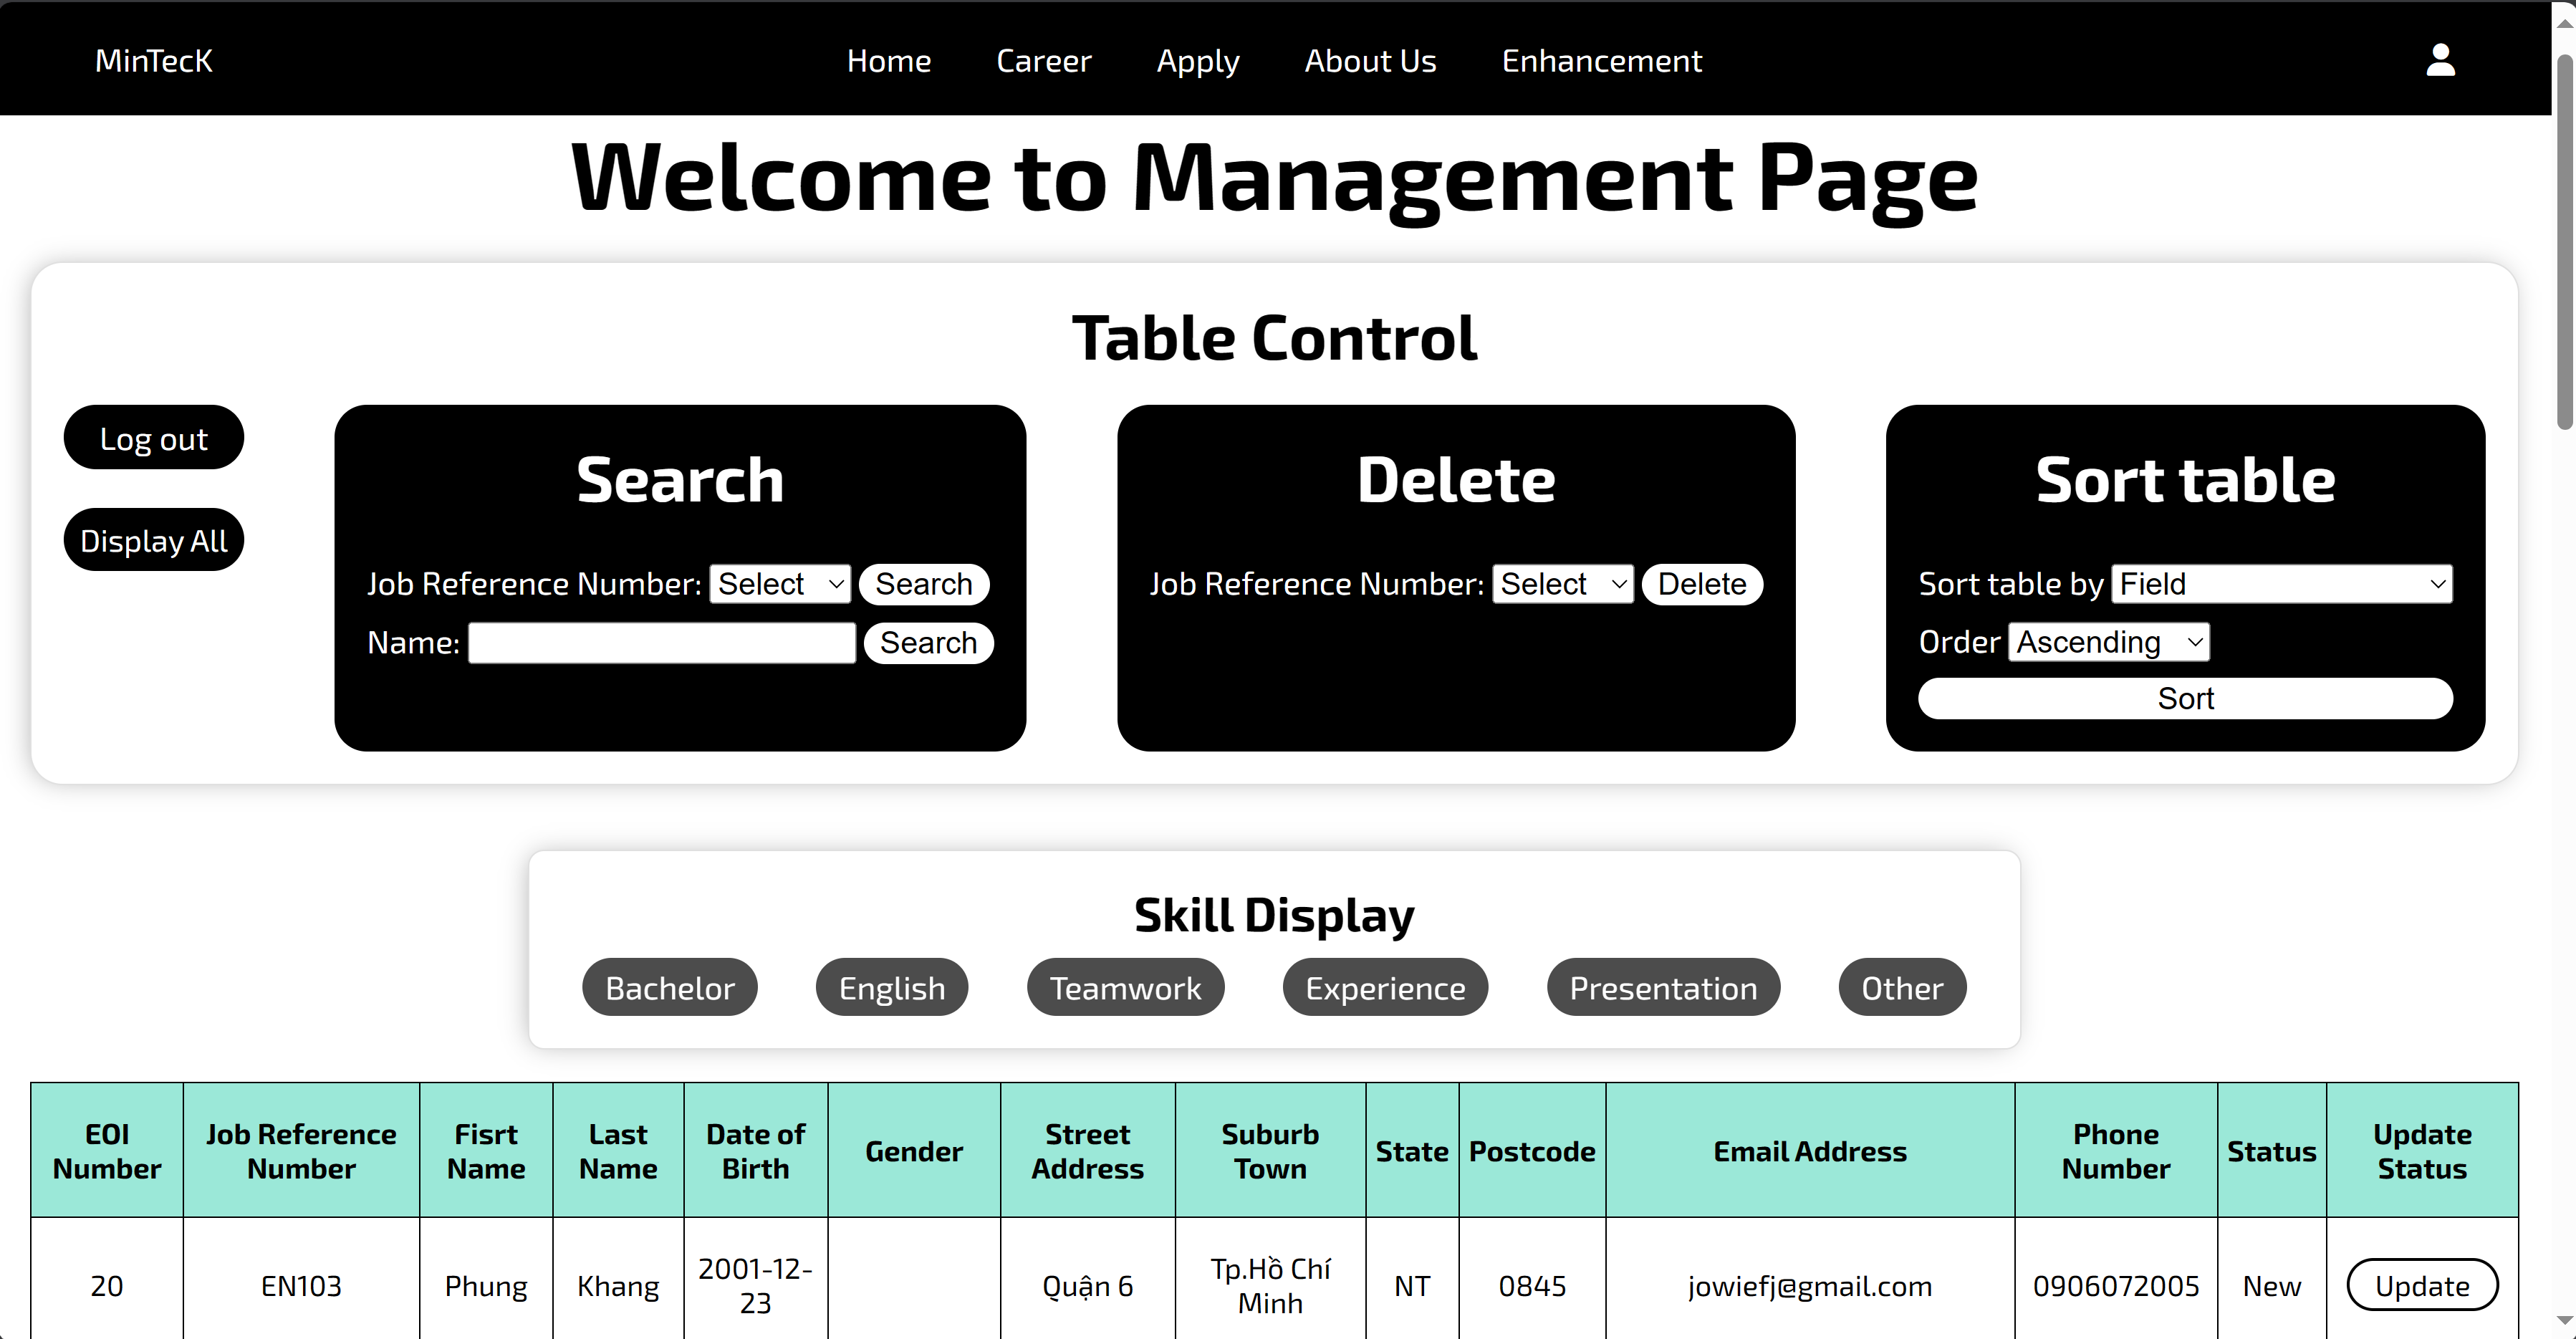 MinTecK
Home Career Apply About Us Enhancement
Welcome to Management Page
Table Control
Log out
Display All
Search
Job Reference Number: Select Search
Name: Search
Delete
Job Reference Number: Select Delete
Sort table
Sort table by Field
Order Ascending
Sort
Skill Display
Bachelor English Teamwork Experience Presentation Other
EOI Number
Job Reference Number
Fisrt Name
Last Name
Date of Birth
Gender
Street Address
Suburb Town
State
Postcode
Email Address
Phone Number
Status
Update Status
20
EN103
Phung
Khang
2001-12-
23
Quận 6
Tp.Hồ Chí
Minh
NT
0845
jowiefj@gmail.com
0906072005
New
Update